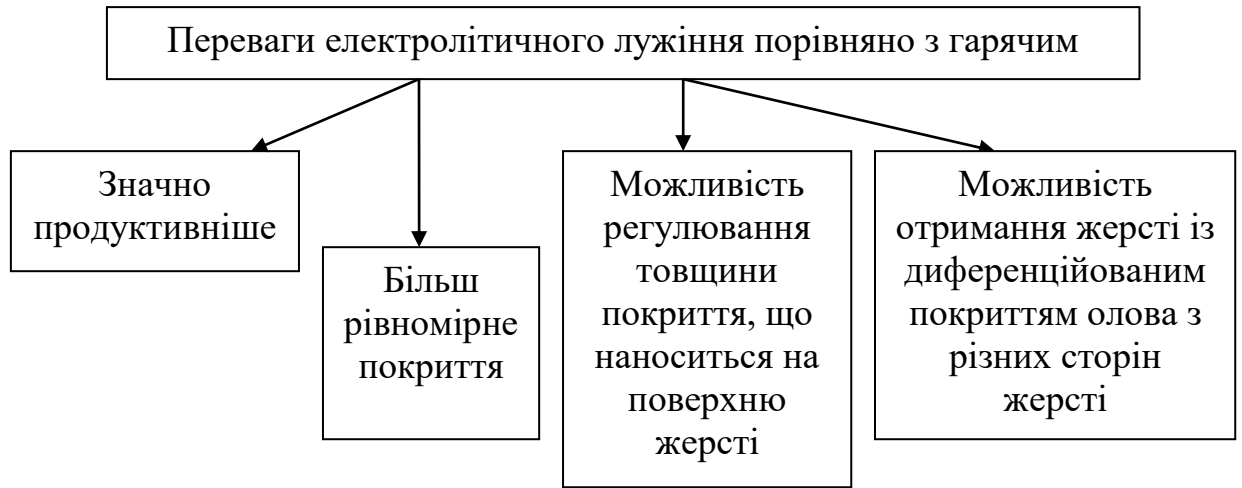 Переваги електролітичного лужіння порівняно з гарячим
Значно
продуктивніше
Більш
рівномірне
покриття
Можливість
регулювання
товщини
покриття, що
наноситься на
поверхню
жерсті
Можливість
отримання жерсті із
диференційованим
покриттям олова з
різних сторін
жерсті